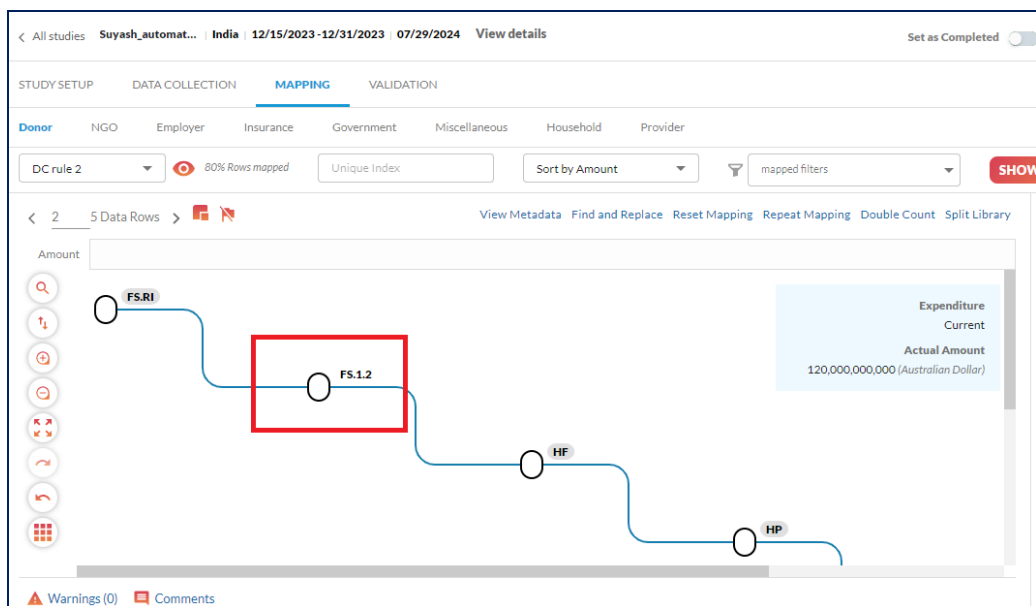 All studies Suyash_automat... | India | 12/15/2023-12/31/2023 | 07/29/2024 View details Set as Completed
STUDY SETUP DATA COLLECTION MAPPING VALIDATION
Donor NGO Employer Insurance Government Miscellaneous Household Provider
DC rule 2 80% Rows mapped Unique Index Sort by Amount mapped filters SHOW
2 5 Data Rows View Metadata Find and Replace Reset Mapping Repeat Mapping Double Count Split Library
Amount
FS.RI
Expenditure
Current
Actual Amount
120,000,000,000 (Australian Dollar)
FS.1.2
HF
HP
Warnings (0) Comments